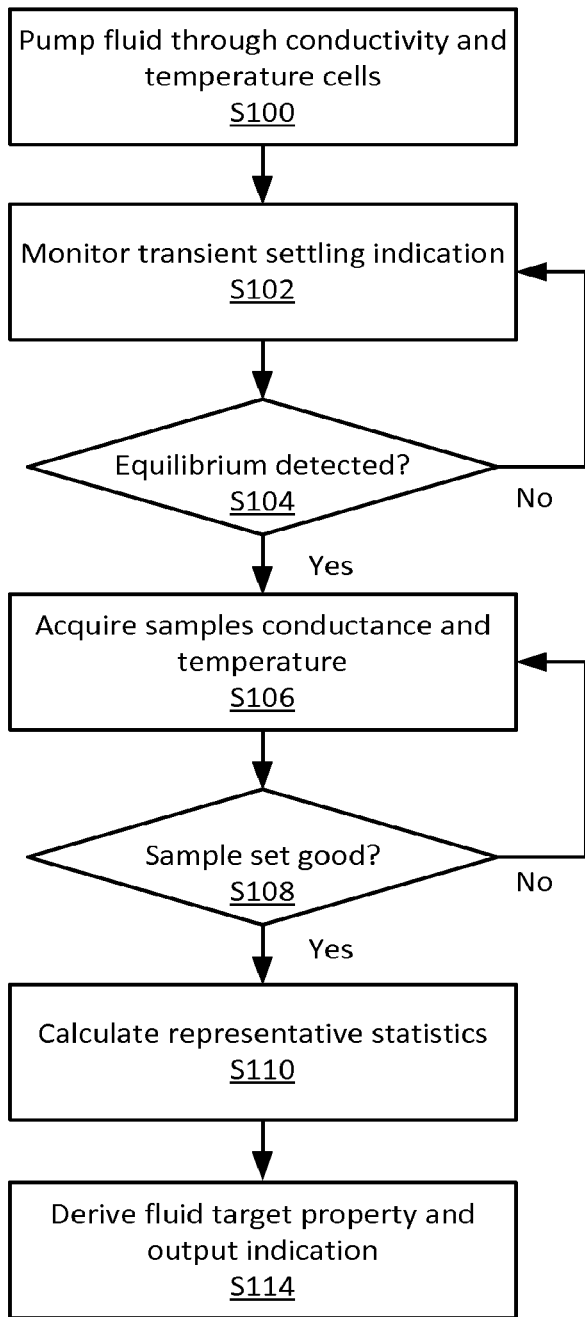 Pump fluid through conductivity and
temperature cells
S100
Monitor transient settling indication
S102
Equilibrium detected?
S104
No
Yes
Acquire samples conductance and
temperature
S106
Sample set good?
S108
No
Yes
Calculate representative statistics
S110
Derive fluid target property and
output indication
S114